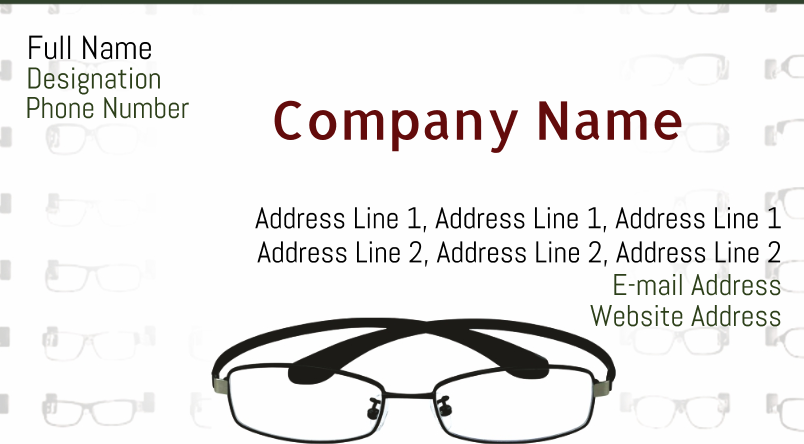 Full Name
Designation
Phone Number
Company Name
Address Line 1, Address Line 1, Address Line 1
Address Line 2, Address Line 2, Address Line 2
E-mail Address
Website Address